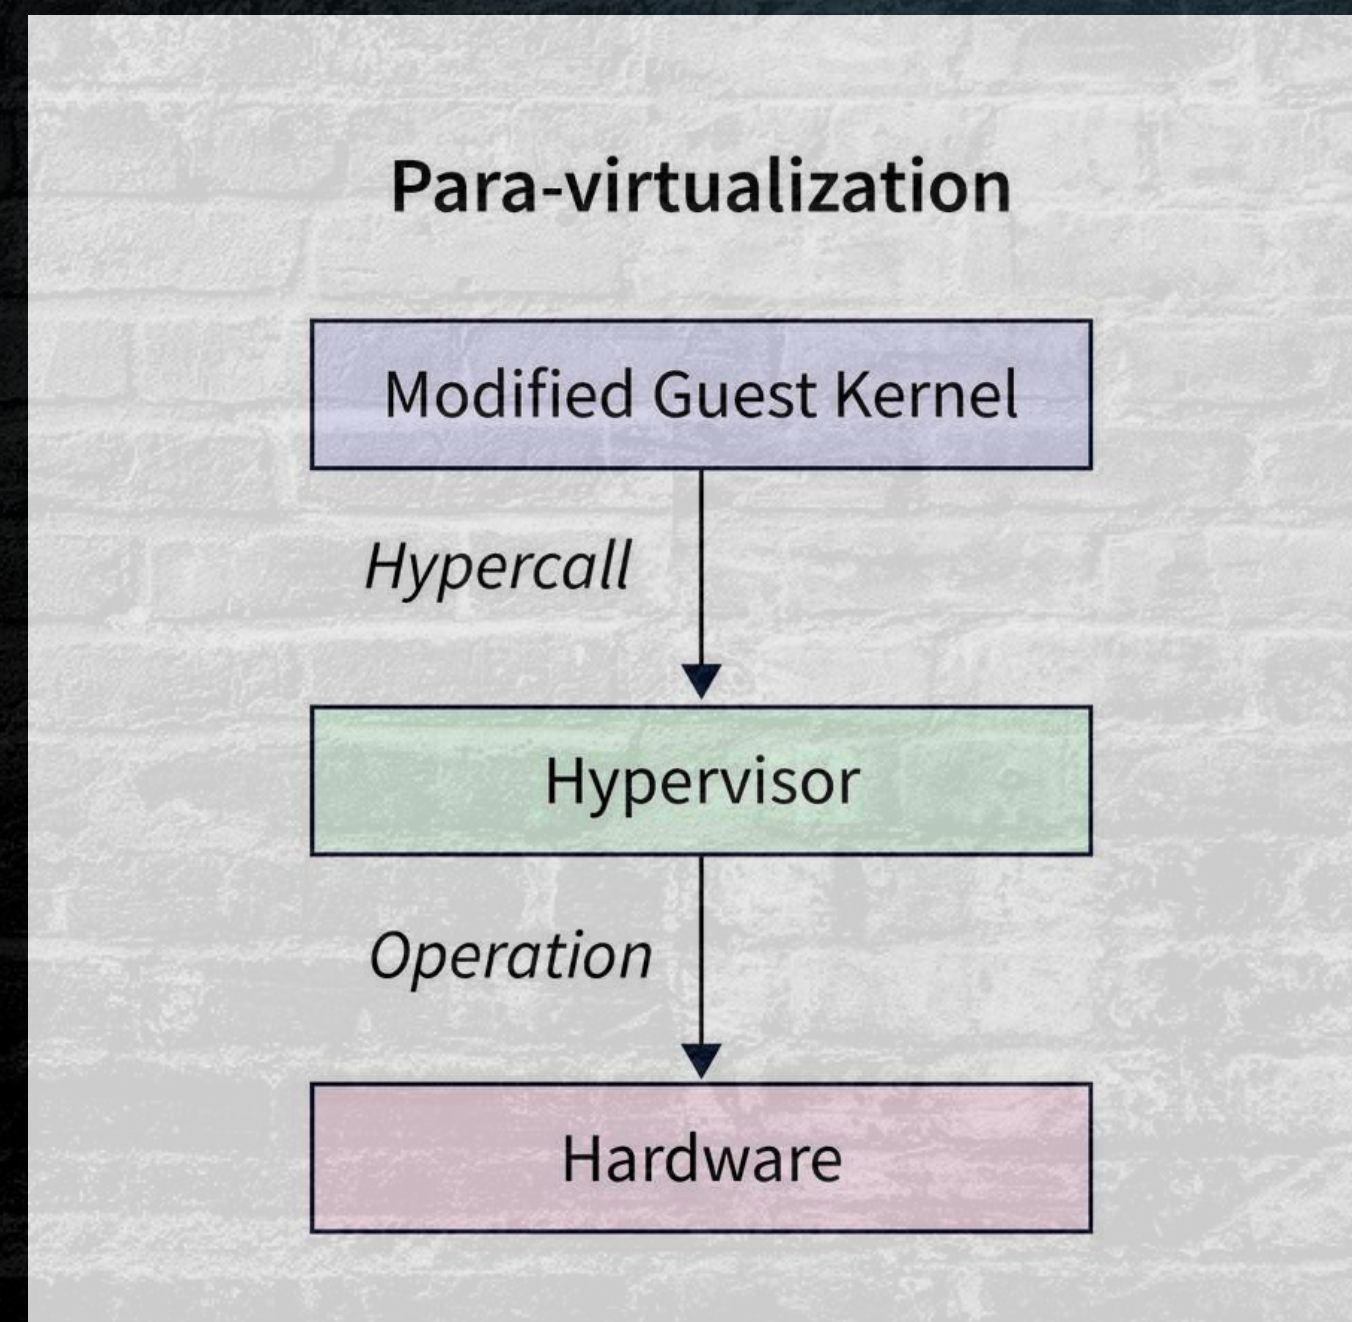 Para-virtualization
Modified Guest Kernel
Hypercall
Hypervisor
Operation
Hardware